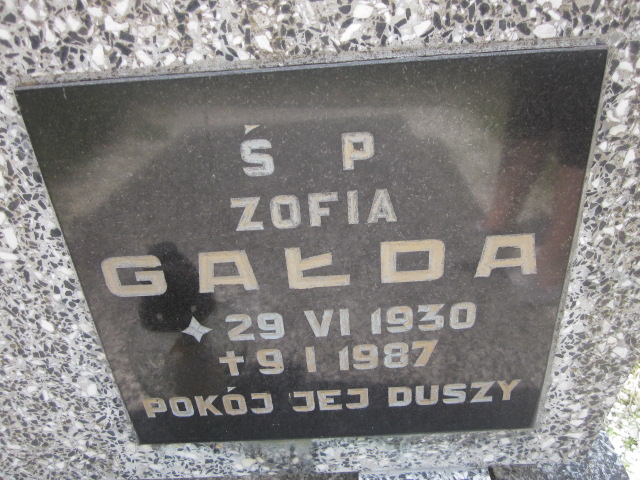 Ś P
ZOFIA
GAŁDA
29 VI 1930
† 9 I 1987
POKÓJ JEJ DUSZY